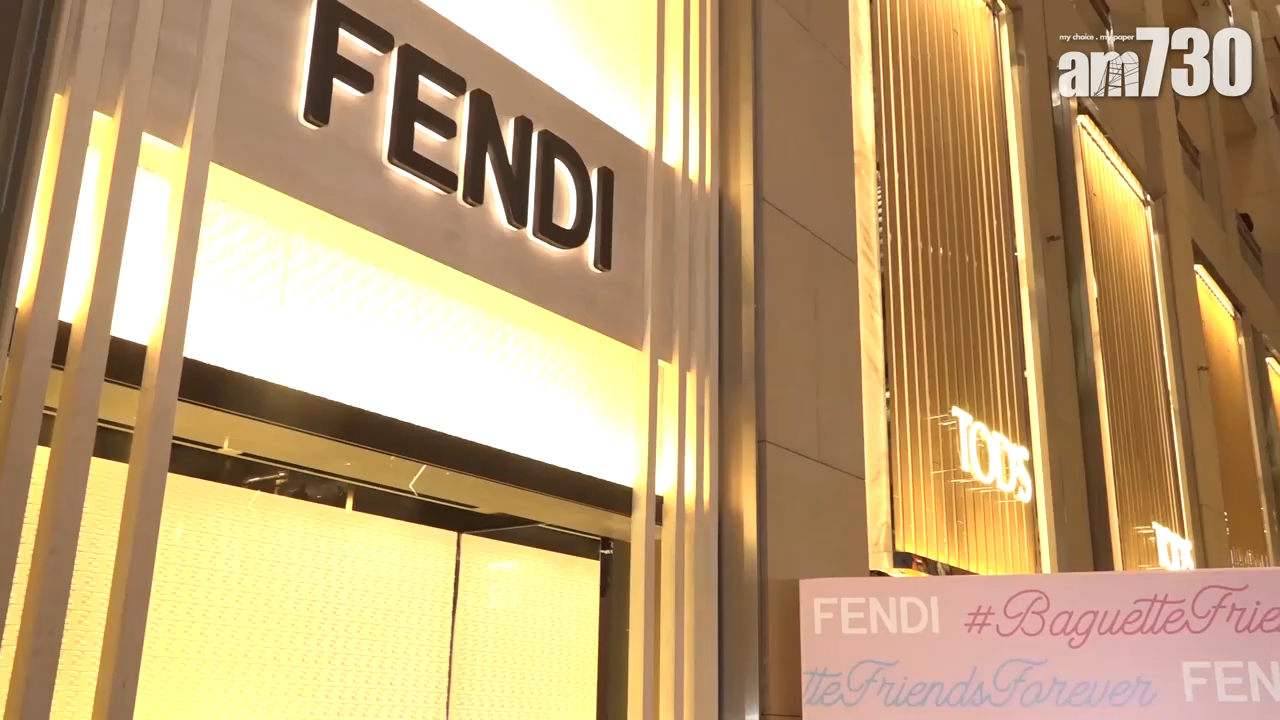 my choice . my paper
am730
FENDI
TOD'S
TOD'S
FENDI #BaguetteFrie
tteFriendsForever FEN